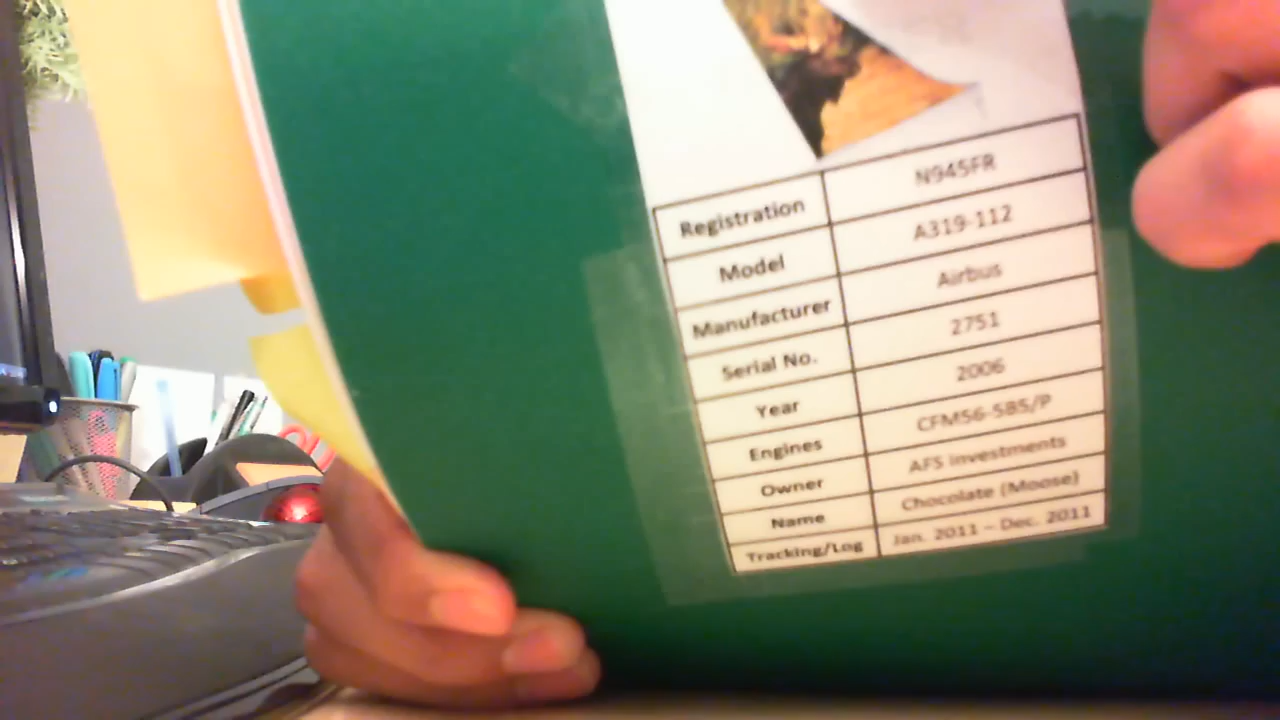 Registration N945FR
Model A319-112
Manufacturer Airbus
Serial No. 2751
Year 2006
Engines CFM56-5B5/P
Owner AFS Investments
Name Chocolate (Moose)
Tracking/Log Jan. 2011 – Dec. 2011